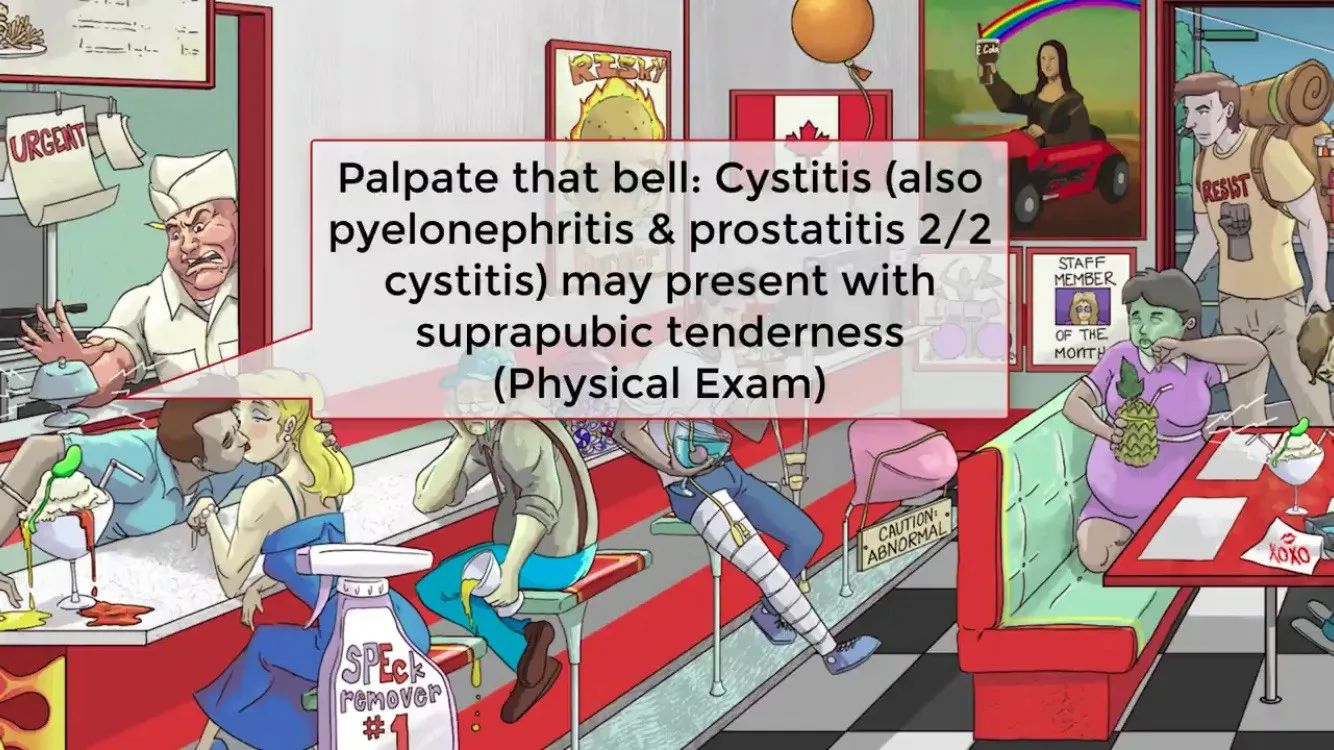 URGENT
RISKY
E. Cola
RESIST
Palpate that bell: Cystitis (also
pyelonephritis & prostatitis 2/2
cystitis) may present with
suprapubic tenderness
(Physical Exam)
STAFF
MEMBER
OF THE
MONTH
CAUTION:
ABNORMAL
XOXO
SPEck
remover
#1